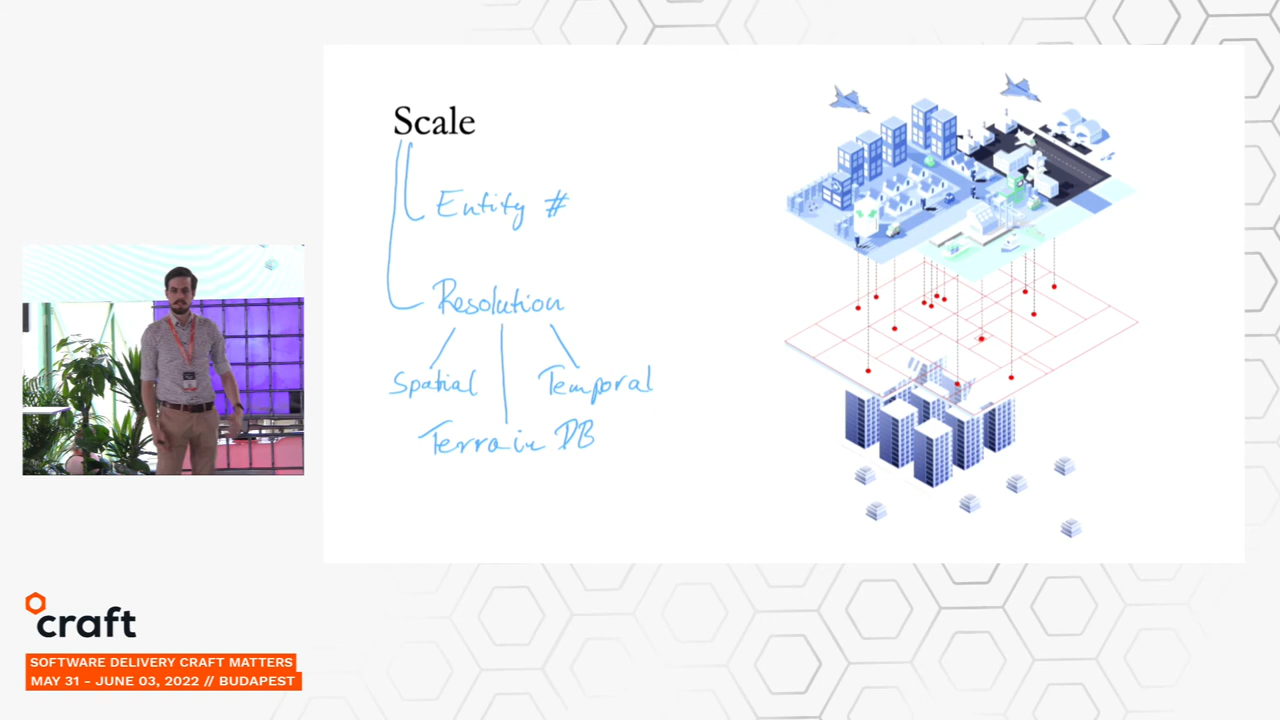 Scale
Entity #
Resolution
Spatial
Temporal
Terrain DB
craft
SOFTWARE DELIVERY CRAFT MATTERS
MAY 31 - JUNE 03, 2022 // BUDAPEST